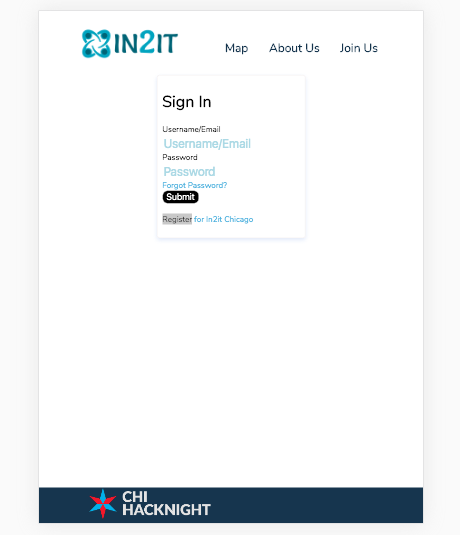 IN2IT
Map About Us Join Us
Sign In
Username/Email
Username/Email
Password
Password
Forgot Password?
Submit
Register for In2it Chicago
CHI
HACKNIGHT